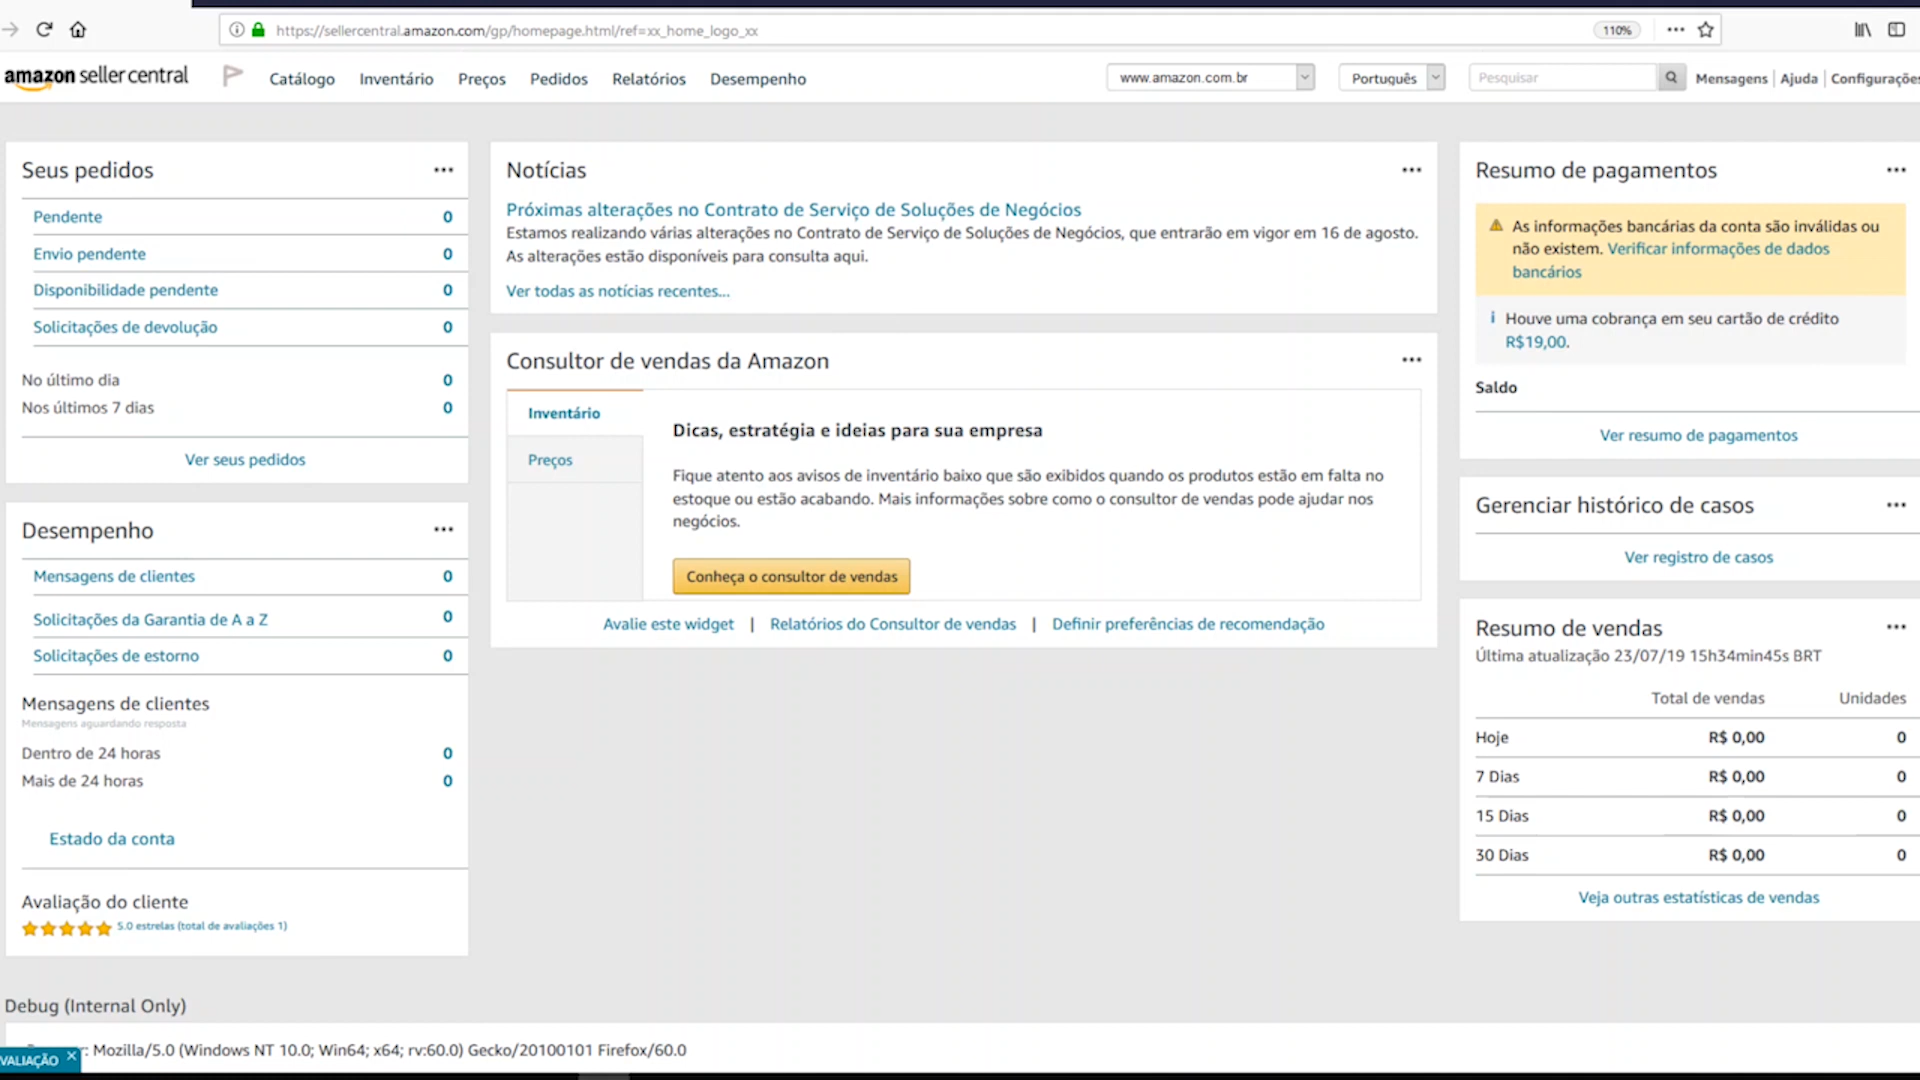 https://sellercentral.amazon.com/gp/homepage.html/ref=xx_home_logo_xx
110%
amazon seller central
Catálogo Inventário Preços Pedidos Relatórios Desempenho
www.amazon.com.br
Português
Pesquisar
Mensagens | Ajuda | Configurações
Seus pedidos
Pendente 0
Envio pendente 0
Disponibilidade pendente 0
Solicitações de devolução 0
No último dia 0
Nos últimos 7 dias 0
Ver seus pedidos
Desempenho
Mensagens de clientes 0
Solicitações da Garantia de A a Z 0
Solicitações de estorno 0
Mensagens de clientes
Mensagens aguardando resposta
Dentro de 24 horas 0
Mais de 24 horas 0
Estado da conta
Avaliação do cliente
5.0 estrelas (total de avaliações 1)
Notícias
Próximas alterações no Contrato de Serviço de Soluções de Negócios
Estamos realizando várias alterações no Contrato de Serviço de Soluções de Negócios, que entrarão em vigor em 16 de agosto.
As alterações estão disponíveis para consulta aqui.
Ver todas as notícias recentes...
Consultor de vendas da Amazon
Inventário
Preços
Dicas, estratégia e ideias para sua empresa
Fique atento aos avisos de inventário baixo que são exibidos quando os produtos estão em falta no
estoque ou estão acabando. Mais informações sobre como o consultor de vendas pode ajudar nos
negócios.
Conheça o consultor de vendas
Avalie este widget | Relatórios do Consultor de vendas | Definir preferências de recomendação
Resumo de pagamentos
As informações bancárias da conta são inválidas ou
não existem. Verificar informações de dados
bancários
Houve uma cobrança em seu cartão de crédito
R$19,00.
Saldo
Ver resumo de pagamentos
Gerenciar histórico de casos
Ver registro de casos
Resumo de vendas
Última atualização 23/07/19 15h34min45s BRT
Total de vendas Unidades
Hoje R$ 0,00 0
7 Dias R$ 0,00 0
15 Dias R$ 0,00 0
30 Dias R$ 0,00 0
Veja outras estatísticas de vendas
Debug (Internal Only)
Mozilla/5.0 (Windows NT 10.0; Win64; x64; rv:60.0) Gecko/20100101 Firefox/60.0
VALIAÇÃO